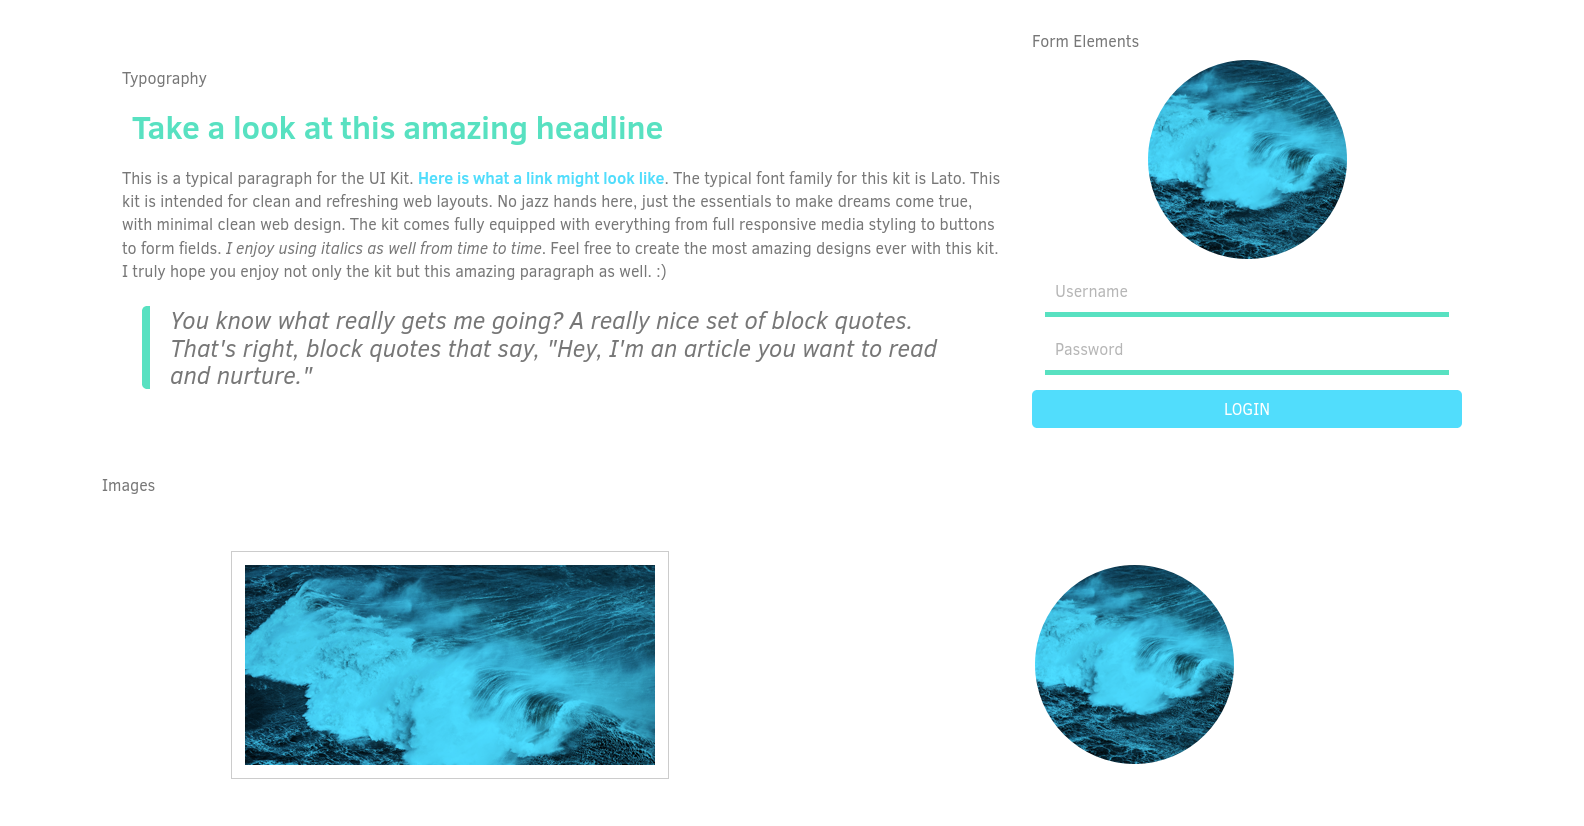 Typography
Take a look at this amazing headline
This is a typical paragraph for the UI Kit. Here is what a link might look like. The typical font family for this kit is Lato. This
kit is intended for clean and refreshing web layouts. No jazz hands here, just the essentials to make dreams come true,
with minimal clean web design. The kit comes fully equipped with everything from full responsive media styling to buttons
to form fields. I enjoy using italics as well from time to time. Feel free to create the most amazing designs ever with this kit.
I truly hope you enjoy not only the kit but this amazing paragraph as well. :)
You know what really gets me going? A really nice set of block quotes.
That's right, block quotes that say, "Hey, I'm an article you want to read
and nurture."
Form Elements
Username
Password
LOGIN
Images